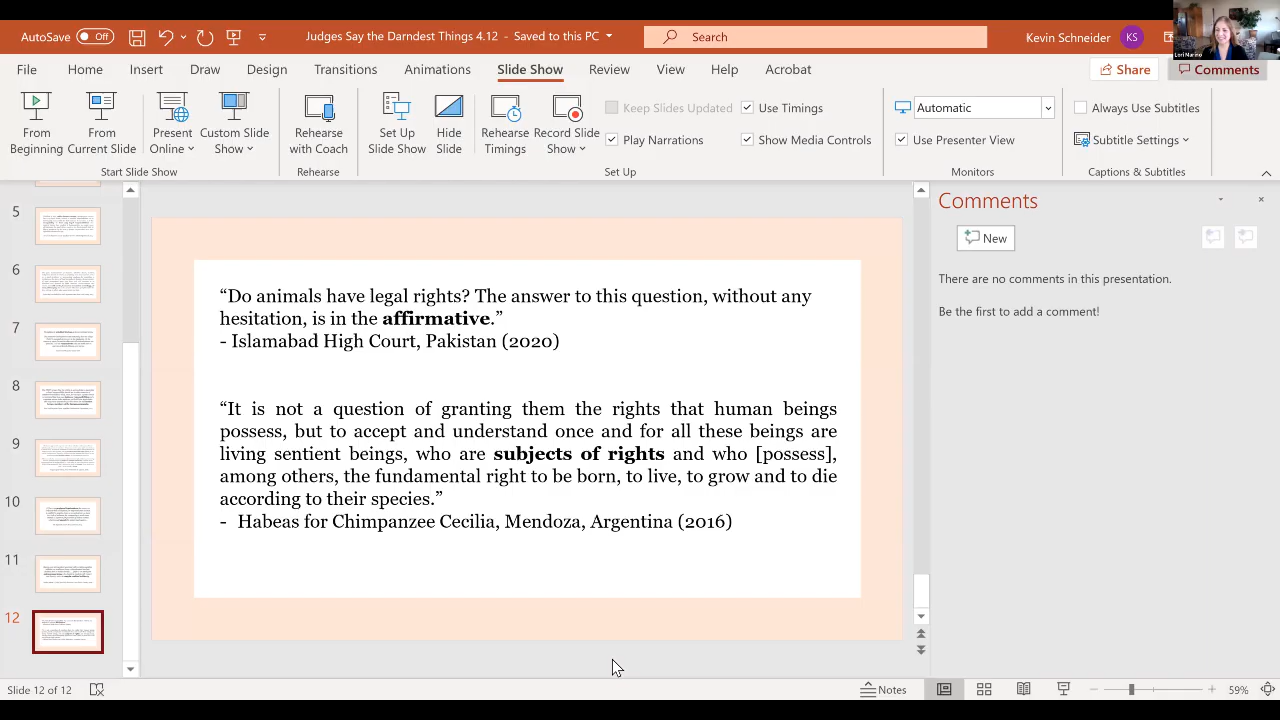 AutoSave Off
Judges Say the Darndest Things 4.12 - Saved to this PC
Search
Kevin Schneider KS
Lori Marino
File Home Insert Draw Design Transitions Animations Slide Show Review View Help Acrobat
Share Comments
From Beginning
From Current Slide
Present Online
Custom Slide Show
Start Slide Show
Rehearse with Coach
Rehearse
Set Up Slide Show
Hide Slide
Rehearse Timings
Record Slide Show
Keep Slides Updated
Play Narrations
Use Timings
Show Media Controls
Set Up
Automatic
Use Presenter View
Monitors
Always Use Subtitles
Subtitle Settings
Captions & Subtitles
5
6
7
8
9
10
11
12
“Do animals have legal rights? The answer to this question, without any
hesitation, is in the affirmative.”
- Islamabad High Court, Pakistan (2020)
“It is not a question of granting them the rights that human beings
possess, but to accept and understand once and for all these beings are
living sentient beings, who are subjects of rights and who [possess],
among others, the fundamental right to be born, to live, to grow and to die
according to their species.”
- Habeas for Chimpanzee Cecilia, Mendoza, Argentina (2016)
Comments
New
There are no comments in this presentation.
Be the first to add a comment!
Slide 12 of 12
Notes
59%